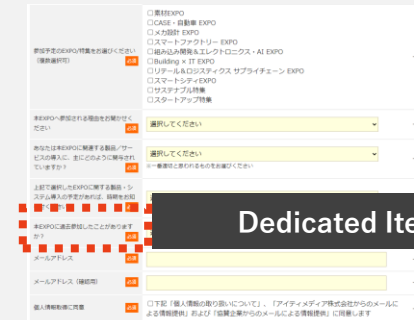 □素材EXPO
□CASE・自動車 EXPO
□メカ設計 EXPO
□スマートファクトリー EXPO
□組み込み開発＆エレクトロニクス・AI EXPO
□Building × IT EXPO
□リテール＆ロジスティクス サプライチェーン EXPO
□スマートシティEXPO
□サステナブル特集
□スタートアップ特集
参加予定のEXPO/特集をお選びください
（複数選択可）
必須
本EXPOへ参加される理由をお聞かせく
ださい
必須
選択してください
あなたは本EXPOに関連する製品／サー
ビスの導入に、主にどのように関与され
ていますか？
必須
選択してください
※一番適切と思われるものをお選びください
上記で選択したEXPOに関する製品・シ
ステム導入の予定があれば、時期をお知
Dedicated Ite
本EXPOに過去参加したことがあります
か？
必須
メールアドレス
必須
メールアドレス（確認用）
必須
個人情報取得に同意
必須
□下記「個人情報の取り扱いについて」、「アイティメディア株式会社からのメールに
よる情報提供」および「協賛企業からのメールによる情報提供」に同意します